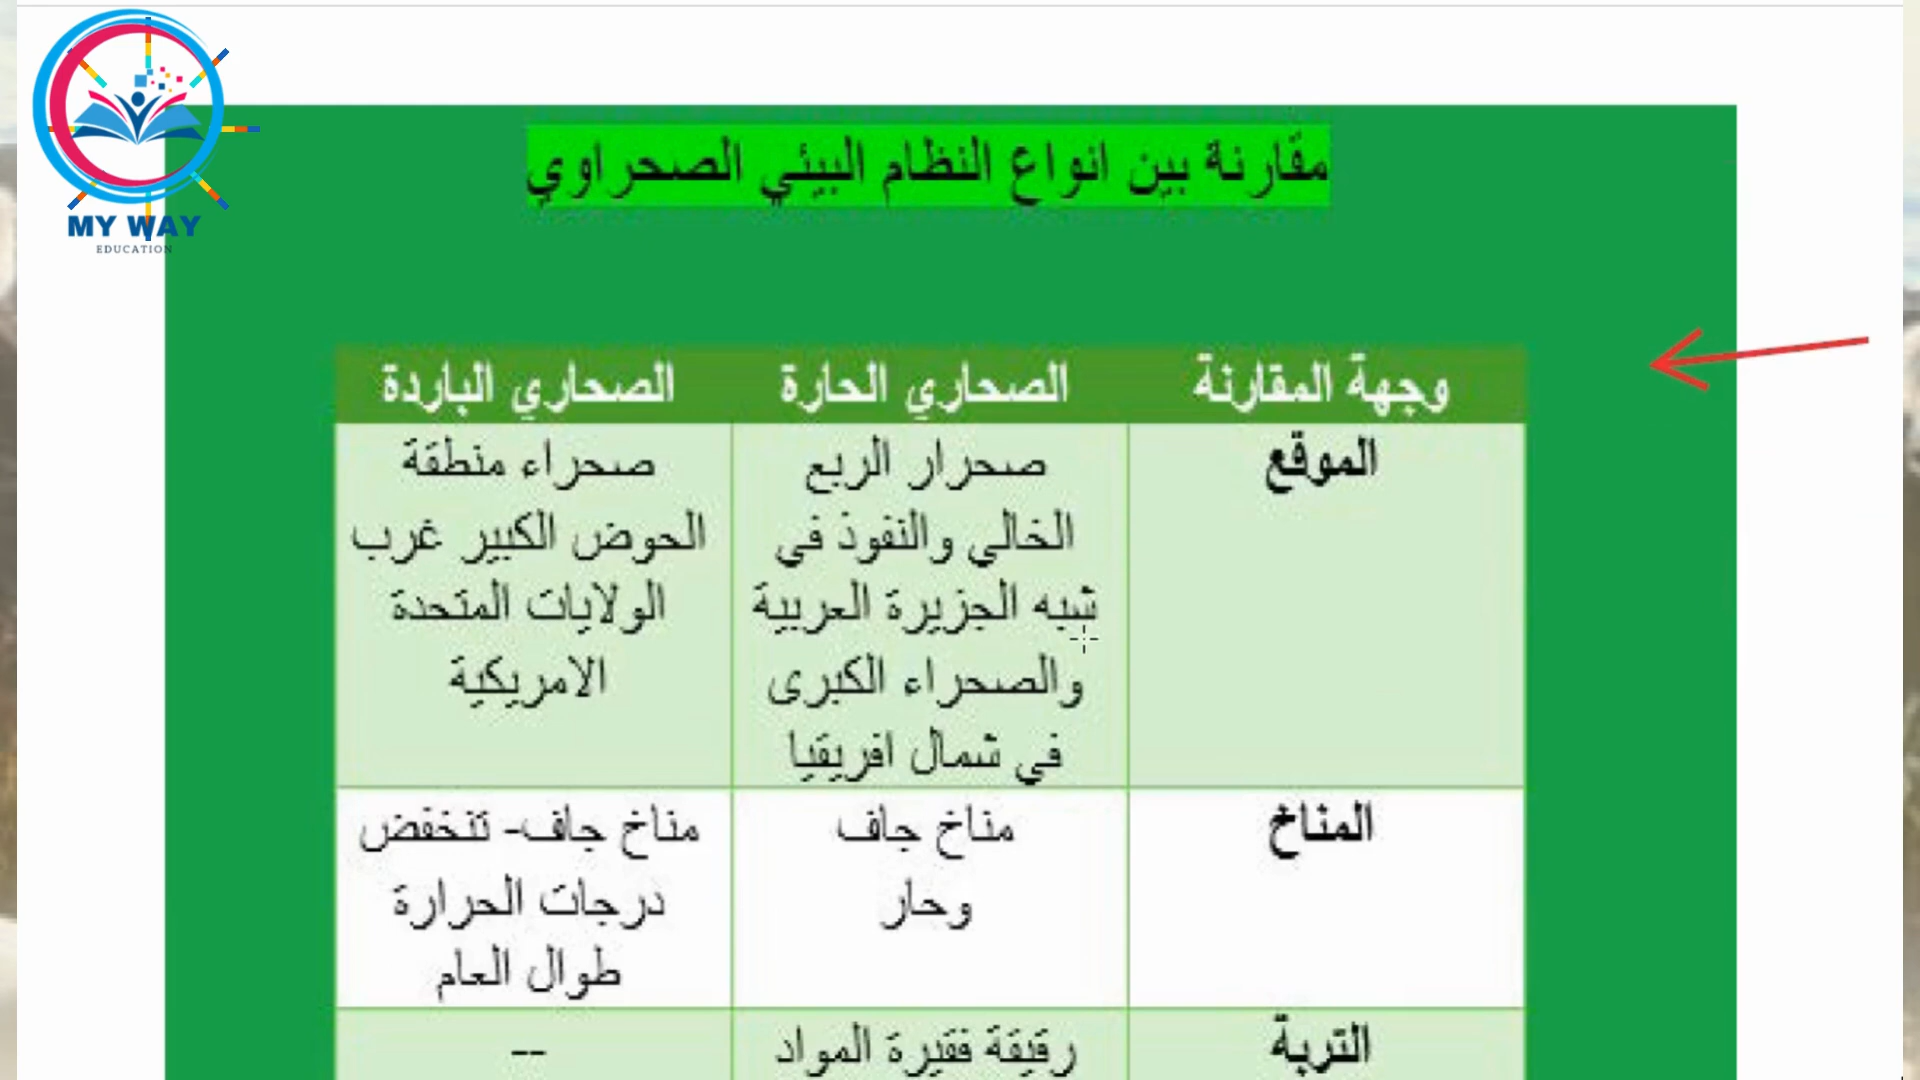 MY WAY
EDUCATION
مقارنة بين انواع النظام البيئي الصحراوي
وجهة المقارنة
الصحاري الحارة
الصحاري الباردة
الموقع
صحرار الربع
الخالي والنفوذ في
شبه الجزيرة العربية
والصحراء الكبرى
في شمال افريقيا
صحراء منطقة
الحوض الكبير غرب
الولايات المتحدة
الامريكية
المناخ
مناخ جاف
وحار
مناخ جاف- تنخفض
درجات الحرارة
طوال العام
التربة
رقيقة فقيرة المواد
--